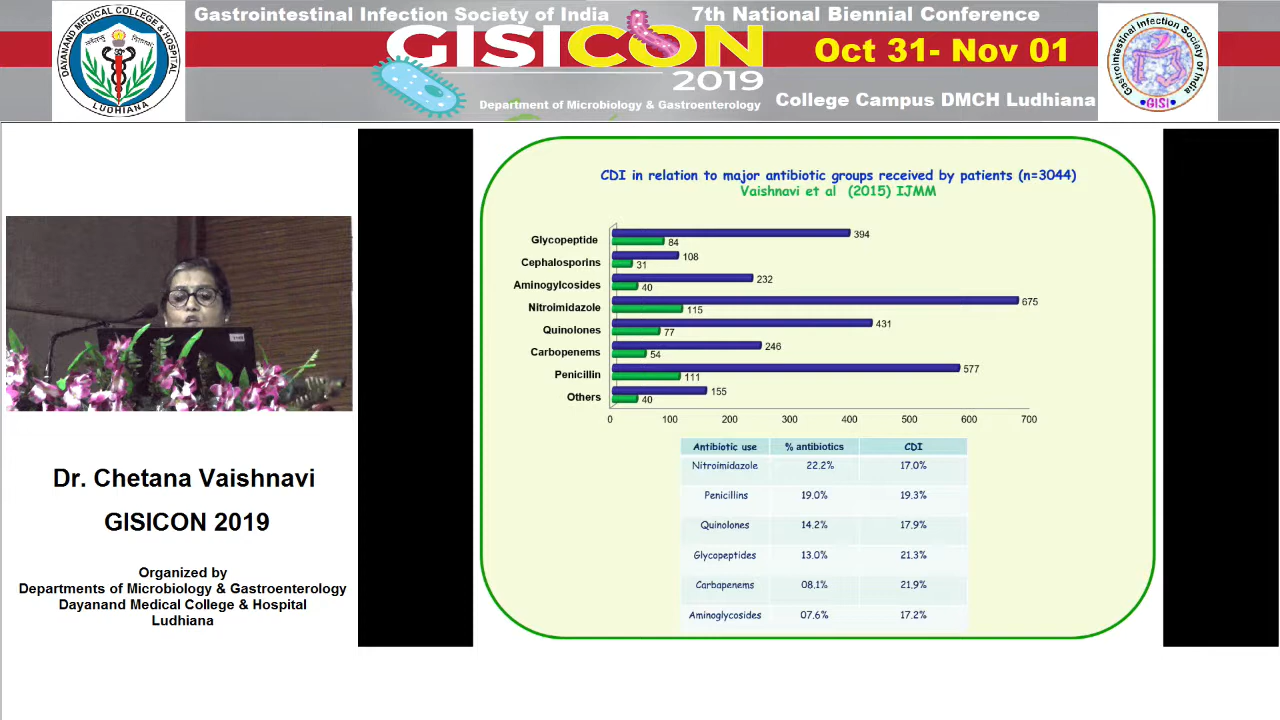 Gastrointestinal Infection Society of India
7th National Biennial Conference
GISICON
2019
Oct 31- Nov 01
Department of Microbiology & Gastroenterology
College Campus DMCH Ludhiana
DAYANAND MEDICAL COLLEGE & HOSPITAL
LUDHIANA
Gastrointestinal Infection Society of India
GISI
CDI in relation to major antibiotic groups received by patients (n=3044)
Vaishnavi et al (2015) IJMM
Glycopeptide 394 84
Cephalosporins 108 31
Aminogylcosides 232 40
Nitroimidazole 675 115
Quinolones 431 77
Carbopenems 246 54
Penicillin 577 111
Others 155 40
0 100 200 300 400 500 600 700
Antibiotic use % antibiotics CDI
Nitroimidazole 22.2% 17.0%
Penicillins 19.0% 19.3%
Quinolones 14.2% 17.9%
Glycopeptides 13.0% 21.3%
Carbapenems 08.1% 21.9%
Aminoglycosides 07.6% 17.2%
Dr. Chetana Vaishnavi
GISICON 2019
Organized by
Departments of Microbiology & Gastroenterology
Dayanand Medical College & Hospital
Ludhiana